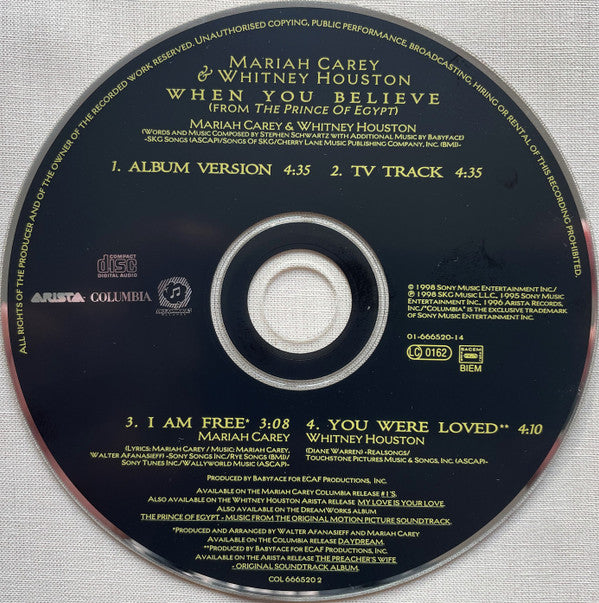 ALL RIGHTS OF THE PRODUCER AND OF THE OWNER OF THE RECORDED WORK RESERVED. UNAUTHORISED COPYING, PUBLIC PERFORMANCE, BROADCASTING, HIRING OR RENTAL OF THIS RECORDING PROHIBITED.
MARIAH CAREY
& WHITNEY HOUSTON
WHEN YOU BELIEVE
(FROM THE PRINCE OF EGYPT)
MARIAH CAREY & WHITNEY HOUSTON
(WORDS AND MUSIC COMPOSED BY STEPHEN SCHWARTZ WITH ADDITIONAL MUSIC BY BABYFACE)
-SKG SONGS (ASCAP)/SONGS OF SKG/CHERRY LANE MUSIC PUBLISHING COMPANY, INC. (BMI)-
1. ALBUM VERSION 4:35 2. TV TRACK 4:35
COMPACT
disc
DIGITAL AUDIO
ARISTA COLUMBIA
© 1998 SONY MUSIC ENTERTAINMENT INC./
℗ 1998 SKG MUSIC L.L.C., 1995 SONY MUSIC
ENTERTAINMENT INC., 1996 ARISTA RECORDS,
INC./"COLUMBIA" IS THE EXCLUSIVE TRADEMARK
OF SONY MUSIC ENTERTAINMENT INC.
01-666520-14
LC 0162
SACEM
BIEM
3. I AM FREE* 3:08
MARIAH CAREY
(LYRICS: MARIAH CAREY / MUSIC: MARIAH CAREY,
WALTER AFANASIEFF) -SONY SONGS INC./RYE SONGS (BMI)/
SONY TUNES INC./WALLYWORLD MUSIC (ASCAP)-
4. YOU WERE LOVED** 4:10
WHITNEY HOUSTON
(DIANE WARREN) -REALSONGS/
TOUCHSTONE PICTURES MUSIC & SONGS, INC. (ASCAP)-
PRODUCED BY BABYFACE FOR ECAF PRODUCTIONS, INC.
AVAILABLE ON THE MARIAH CAREY COLUMBIA RELEASE #1'S.
ALSO AVAILABLE ON THE WHITNEY HOUSTON ARISTA RELEASE MY LOVE IS YOUR LOVE.
ALSO AVAILABLE ON THE DREAMWORKS ALBUM
THE PRINCE OF EGYPT - MUSIC FROM THE ORIGINAL MOTION PICTURE SOUNDTRACK.
*PRODUCED AND ARRANGED BY WALTER AFANASIEFF AND MARIAH CAREY
AVAILABLE ON THE COLUMBIA RELEASE DAYDREAM.
**PRODUCED BY BABYFACE FOR ECAF PRODUCTIONS, INC.
AVAILABLE ON THE ARISTA RELEASE THE PREACHER'S WIFE
- ORIGINAL SOUNDTRACK ALBUM.
COL 666520 2